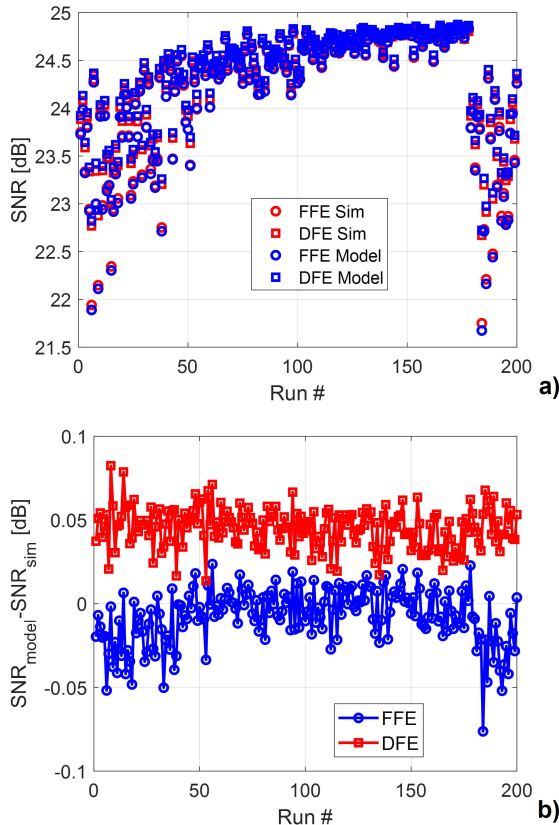 25
24.5
24
23.5
23
22.5
22
21.5
SNR [dB]
FFE Sim
DFE Sim
FFE Model
DFE Model
0 50 100 150 200
Run #
a)
0.1
0.05
0
-0.05
-0.1
SNRmodel-SNRsim [dB]
FFE
DFE
0 50 100 150 200
Run #
b)